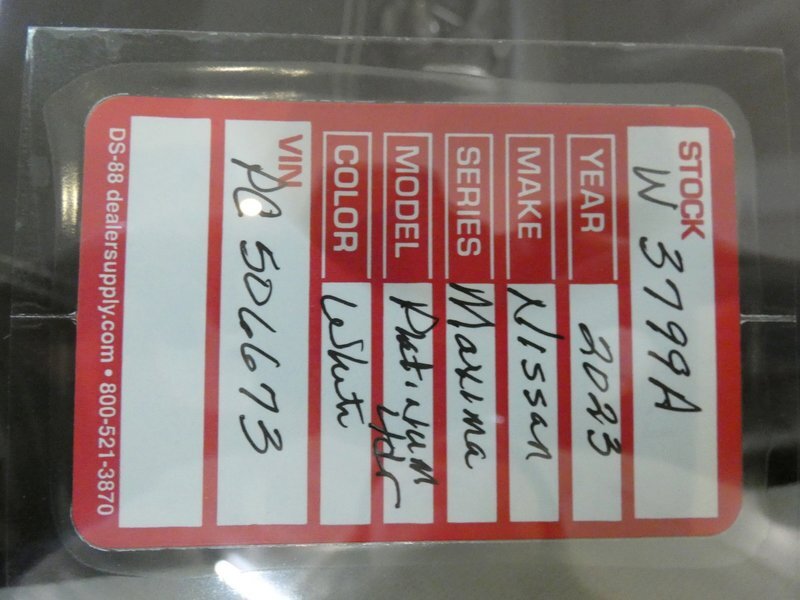 STOCK
W 3799A
YEAR 2023
MAKE Nissan
SERIES Maxima
MODEL Platinum 4dr
COLOR White
VIN
PC 506673
DS-88 dealersupply.com • 800-521-3870